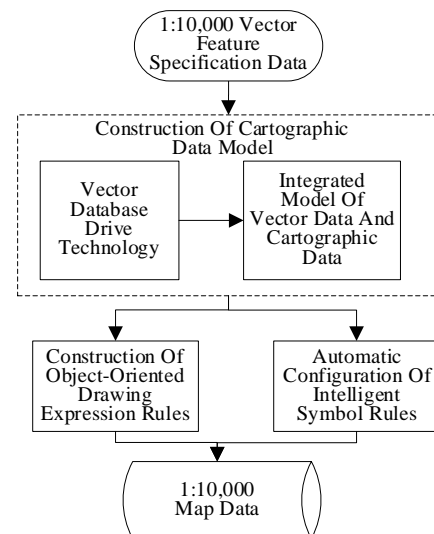 1:10,000 Vector
Feature
Specification Data
Construction Of Cartographic
Data Model
Vector
Database
Drive
Technology
Integrated
Model Of
Vector Data And
Cartographic
Data
Construction Of
Object-Oriented
Drawing
Expression Rules
Automatic
Configuration Of
Intelligent
Symbol Rules
1:10,000
Map Data